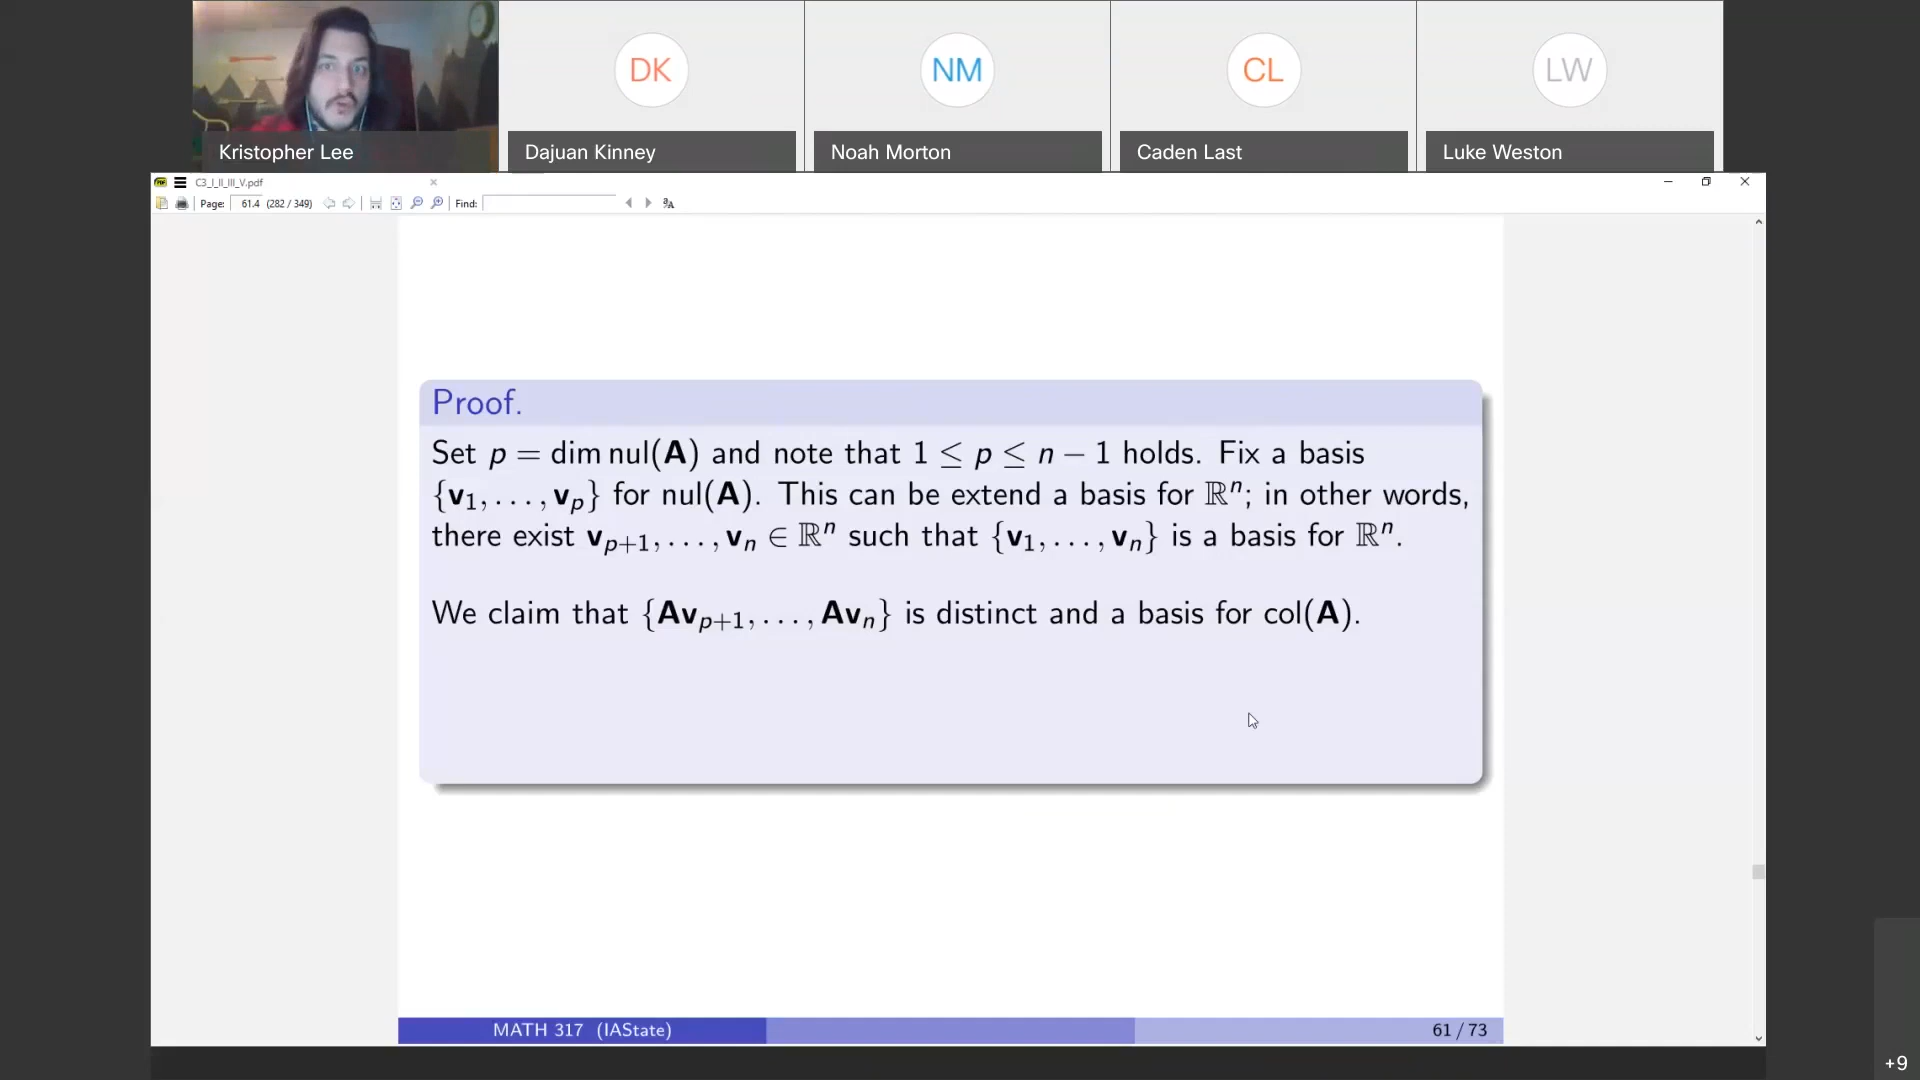 DK
NM
CL
LW
Kristopher Lee
Dajuan Kinney
Noah Morton
Caden Last
Luke Weston
C3_I_II_III_V.pdf
Page: 61.4 (282 / 349) Find:
Proof.
Set p = dim nul(A) and note that 1 ≤ p ≤ n − 1 holds. Fix a basis
{v₁, . . . , vₚ} for nul(A). This can be extend a basis for ℝⁿ; in other words,
there exist vₚ₊₁, . . . , vₙ ∈ ℝⁿ such that {v₁, . . . , vₙ} is a basis for ℝⁿ.
We claim that {Avₚ₊₁, . . . , Avₙ} is distinct and a basis for col(A).
MATH 317 (IAState)
61 / 73
+9